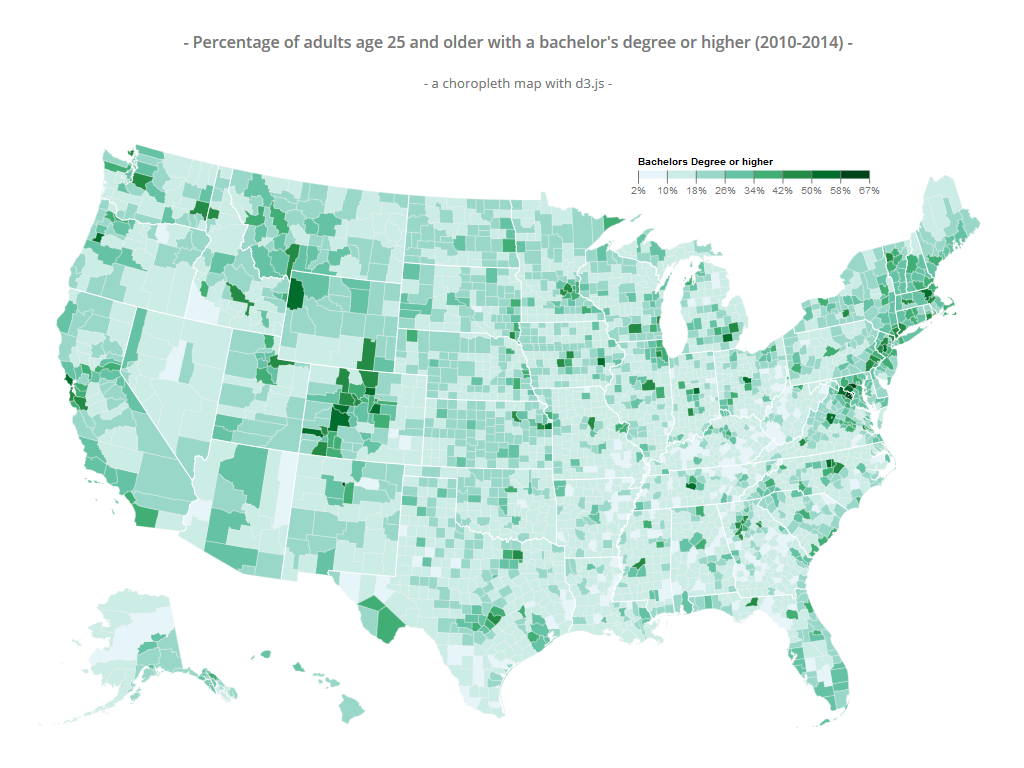 - Percentage of adults age 25 and older with a bachelor's degree or higher (2010-2014) -
- a choropleth map with d3.js -
Bachelors Degree or higher
2% 10% 18% 26% 34% 42% 50% 58% 67%